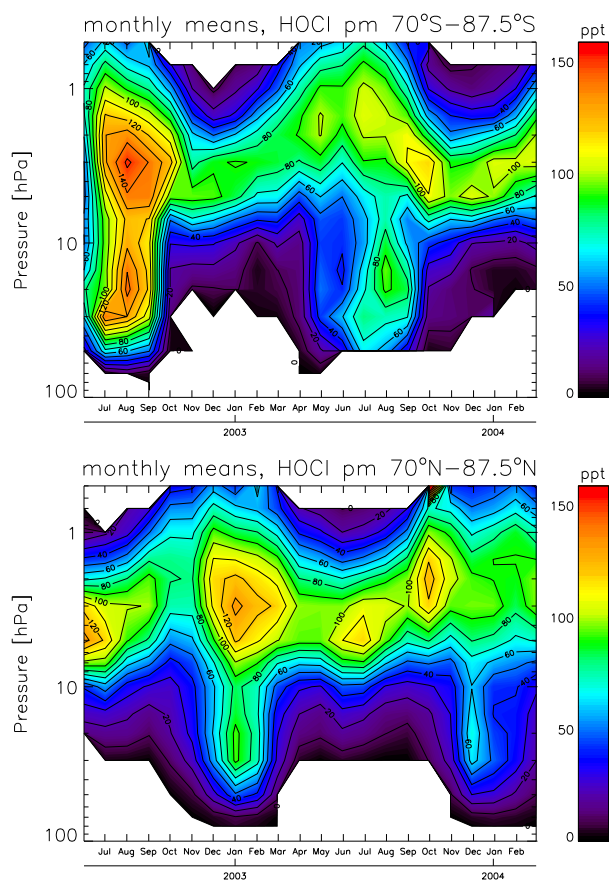 monthly means, HOCl pm 70°S−87.5°S
ppt
150
100
50
0
Pressure [hPa]
1
10
100
Jul Aug Sep Oct Nov Dec Jan Feb Mar Apr May Jun Jul Aug Sep Oct Nov Dec Jan Feb
2003 2004
monthly means, HOCl pm 70°N−87.5°N
ppt
150
100
50
0
Pressure [hPa]
1
10
100
Jul Aug Sep Oct Nov Dec Jan Feb Mar Apr May Jun Jul Aug Sep Oct Nov Dec Jan Feb
2003 2004